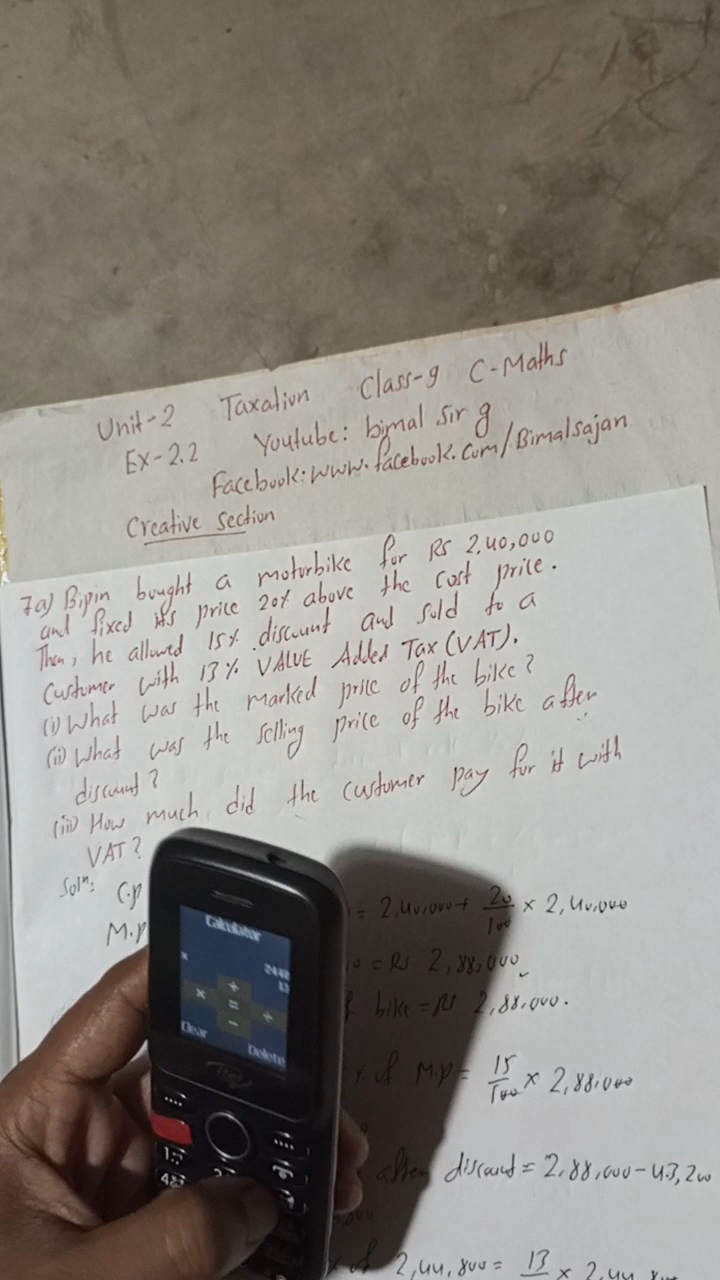 Unit-2 Taxation Class-9 C-Maths
Ex-2.2 Youtube: bimal sir g
Facebook: www.facebook.com/Bimalsajan
Creative section
7a) Bipin bought a motorbike for RS 2,40,000
and fixed its price 20% above the cost price.
Then, he allowed 15% discount and sold to a
Customer with 13% VALUE Added Tax (VAT).
(i) What was the marked price of the bike?
(ii) What was the selling price of the bike after
discount?
(iii) How much did the customer pay for it with
VAT?
Solⁿ: C.p
= 2,40,000 + 20/100 × 2,40,000
M.p
= RS 2,88,000
bike = RS 2,88,000.
of M.p = 15/100 × 2,88,000
after discount = 2,88,000 - 43,200
of 2,44,800 = 13
Calculator
×
2448
13
+
× = ÷
-
Clear
Delete
itel